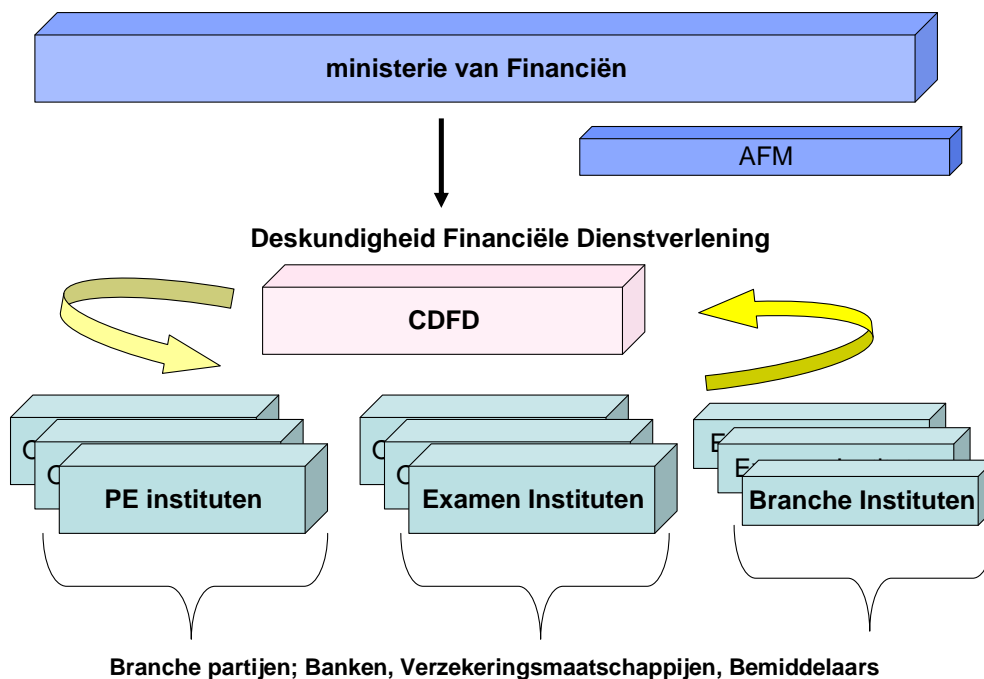 ministerie van Financiën
AFM
Deskundigheid Financiële Dienstverlening
CDFD
PE instituten
Examen Instituten
Branche Instituten
Branche partijen; Banken, Verzekeringsmaatschappijen, Bemiddelaars